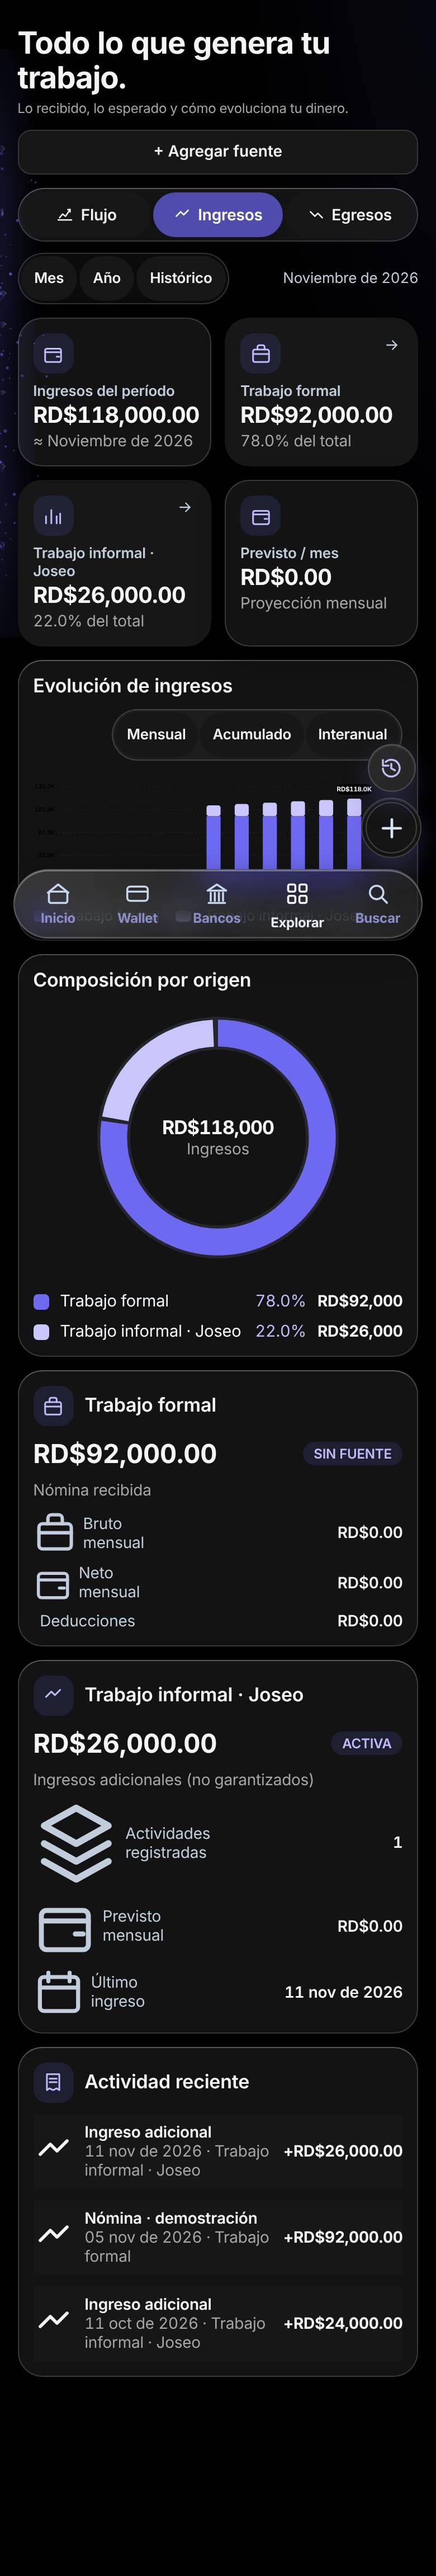 Todo lo que genera tu
trabajo.
Lo recibido, lo esperado y cómo evoluciona tu dinero.
+ Agregar fuente
Flujo
Ingresos
Egresos
Mes
Año
Histórico
Noviembre de 2026
Ingresos del período
RD$118,000.00
≈ Noviembre de 2026
Trabajo formal
RD$92,000.00
78.0% del total
Trabajo informal ·
Joseo
RD$26,000.00
22.0% del total
Previsto / mes
RD$0.00
Proyección mensual
Evolución de ingresos
Mensual
Acumulado
Interanual
RD$118.0K
Inicio
Wallet
Bancos
Explorar
Buscar
Composición por origen
RD$118,000
Ingresos
Trabajo formal 78.0% RD$92,000
Trabajo informal · Joseo 22.0% RD$26,000
Trabajo formal
RD$92,000.00
SIN FUENTE
Nómina recibida
Bruto
mensual
RD$0.00
Neto
mensual
RD$0.00
Deducciones RD$0.00
Trabajo informal · Joseo
RD$26,000.00
ACTIVA
Ingresos adicionales (no garantizados)
Actividades
registradas
1
Previsto
mensual
RD$0.00
Último
ingreso
11 nov de 2026
Actividad reciente
Ingreso adicional
11 nov de 2026 · Trabajo
informal · Joseo
+RD$26,000.00
Nómina · demostración
05 nov de 2026 · Trabajo
formal
+RD$92,000.00
Ingreso adicional
11 oct de 2026 · Trabajo
informal · Joseo
+RD$24,000.00